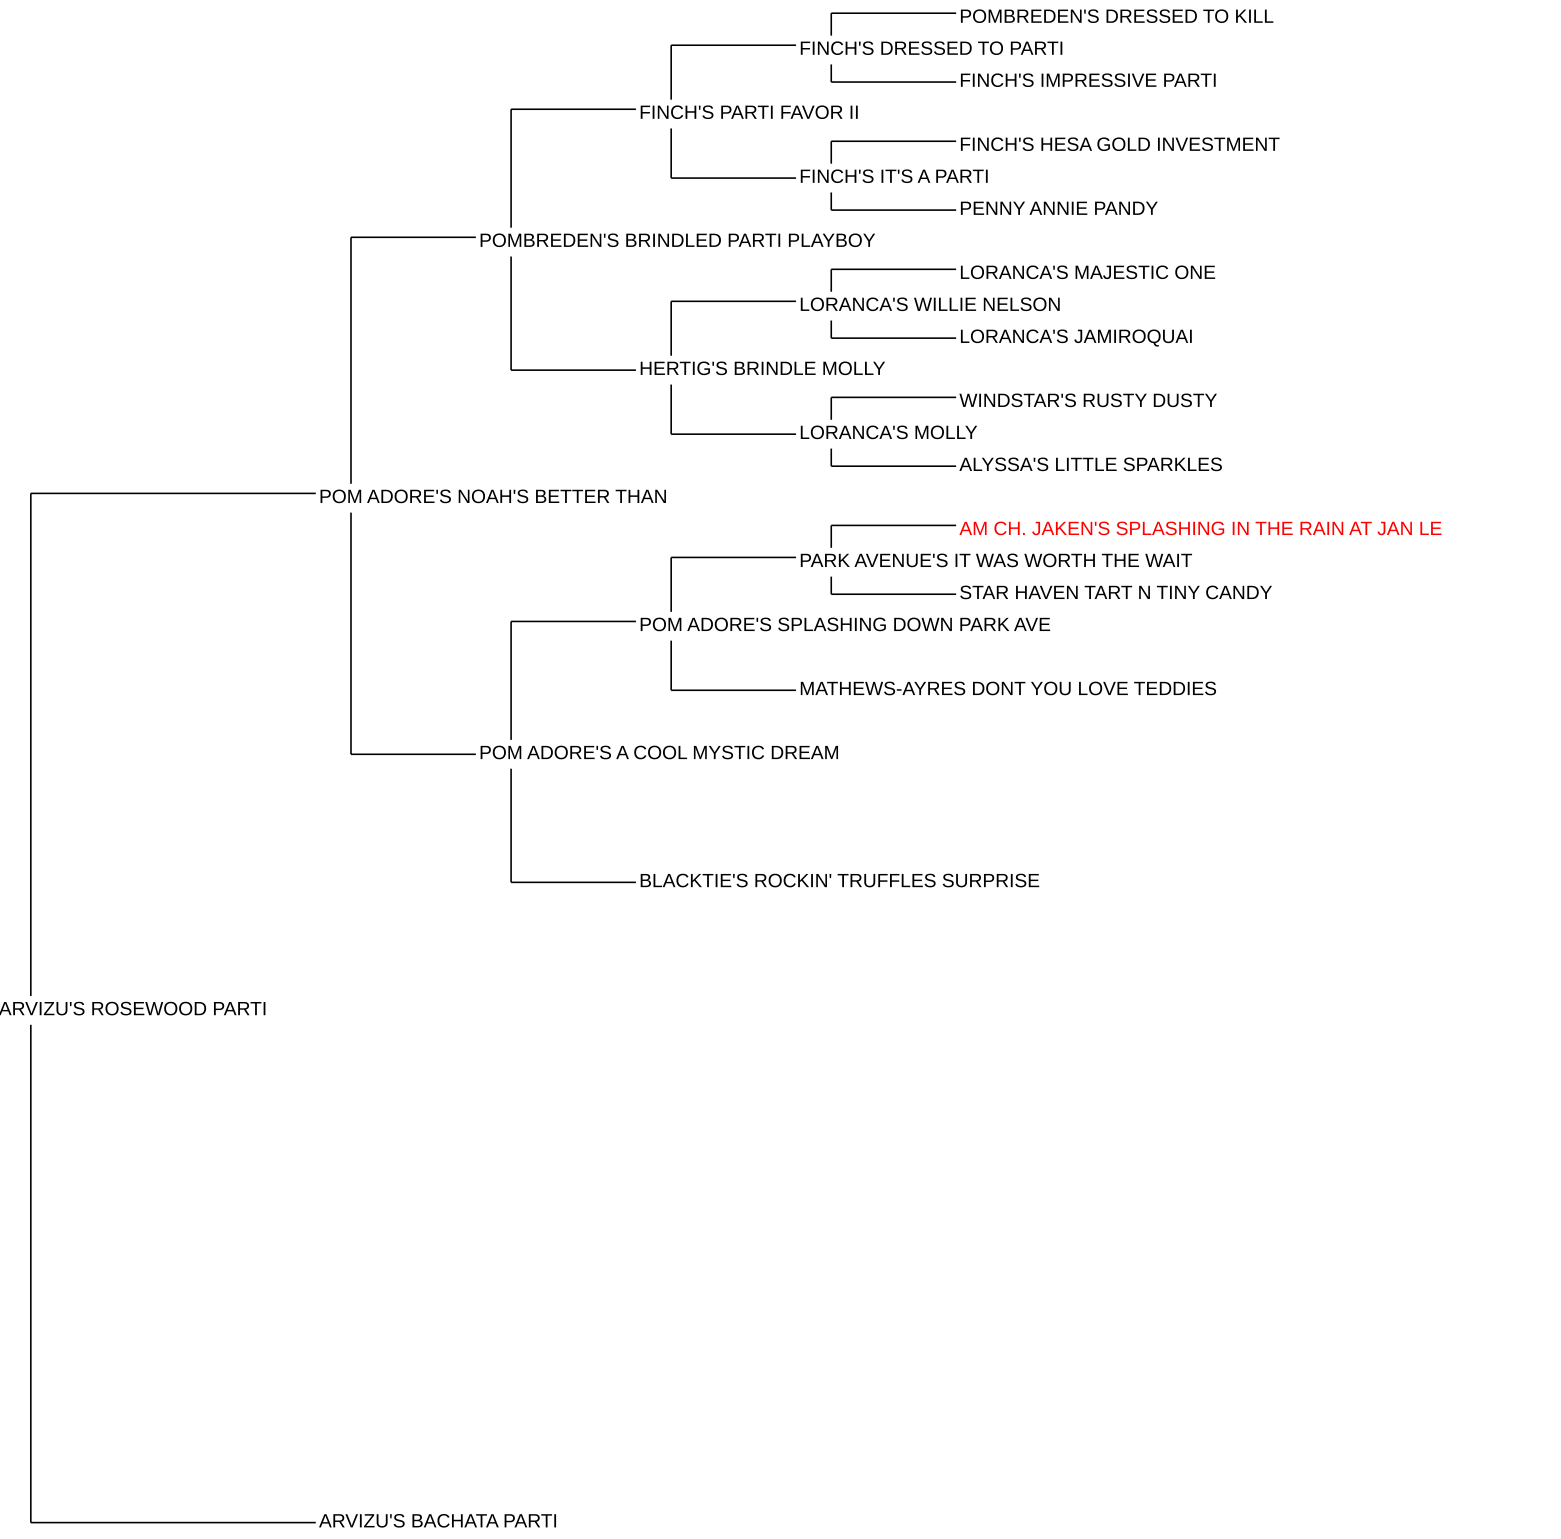 POMBREDEN'S DRESSED TO KILL
FINCH'S DRESSED TO PARTI
FINCH'S IMPRESSIVE PARTI
FINCH'S PARTI FAVOR II
FINCH'S HESA GOLD INVESTMENT
FINCH'S IT'S A PARTI
PENNY ANNIE PANDY
POMBREDEN'S BRINDLED PARTI PLAYBOY
LORANCA'S MAJESTIC ONE
LORANCA'S WILLIE NELSON
LORANCA'S JAMIROQUAI
HERTIG'S BRINDLE MOLLY
WINDSTAR'S RUSTY DUSTY
LORANCA'S MOLLY
ALYSSA'S LITTLE SPARKLES
POM ADORE'S NOAH'S BETTER THAN
AM CH. JAKEN'S SPLASHING IN THE RAIN AT JAN LE
PARK AVENUE'S IT WAS WORTH THE WAIT
STAR HAVEN TART N TINY CANDY
POM ADORE'S SPLASHING DOWN PARK AVE
MATHEWS-AYRES DONT YOU LOVE TEDDIES
POM ADORE'S A COOL MYSTIC DREAM
BLACKTIE'S ROCKIN' TRUFFLES SURPRISE
ARVIZU'S ROSEWOOD PARTI
ARVIZU'S BACHATA PARTI